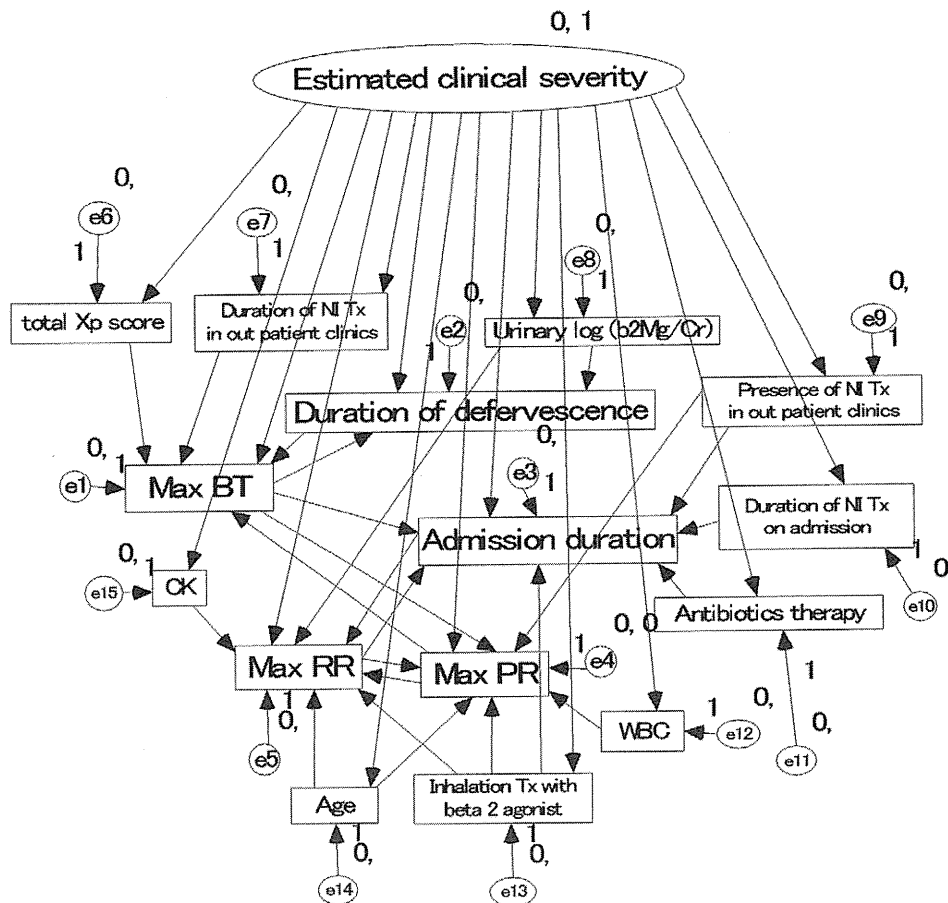 0, 1
Estimated clinical severity
0,
e6
1
0,
e7
1
0,
e8
1
0,
e9
1
total Xp score
Duration of NI Tx
in out patient clinics
0,
e2
1
Urinary log (b2Mg/Cr)
Presence of NI Tx
in out patient clinics
Duration of defervescence
0,
e1
1
Max BT
0,
e3
1
Admission duration
Duration of NI Tx
on admission
1
0
e10
0,
e15
1
CK
Antibiotics therapy
Max RR
Max PR
1
0, 0
e4
1
0,
e5
WBC
1
0,
e12
1
0,
e11
Age
Inhalation Tx with
beta 2 agonist
1
0,
e14
1
0,
e13